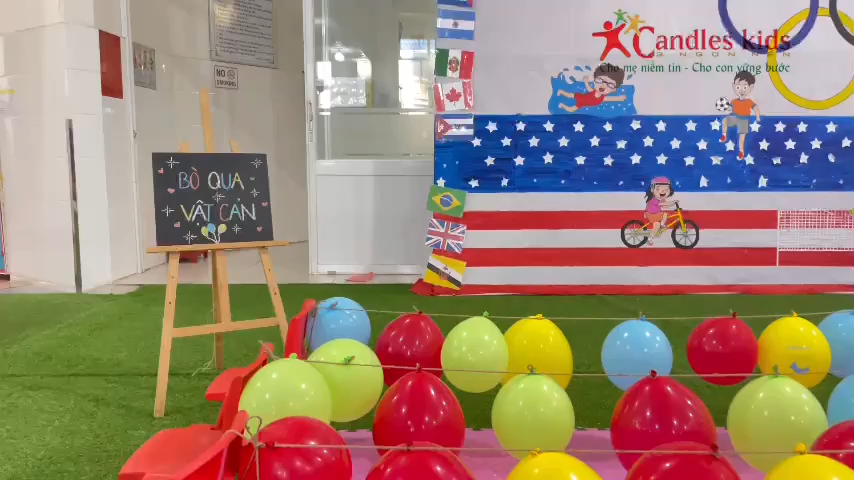 Candles kids
Cho mẹ niềm tin - Cho con vững bước
NO
SMOKING
BÒ QUA
VẬT CẢN